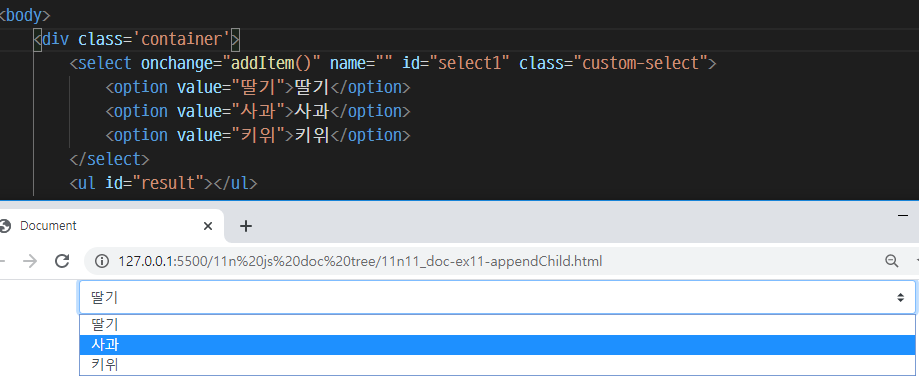 <body>
<div class='container'>
<select onchange="addItem()" name="" id="select1" class="custom-select">
<option value="딸기">딸기</option>
<option value="사과">사과</option>
<option value="키위">키위</option>
</select>
<ul id="result"></ul>
Document
127.0.0.1:5500/11n%20js%20doc%20tree/11n11_doc-ex11-appendChild.html
딸기
딸기
사과
키위